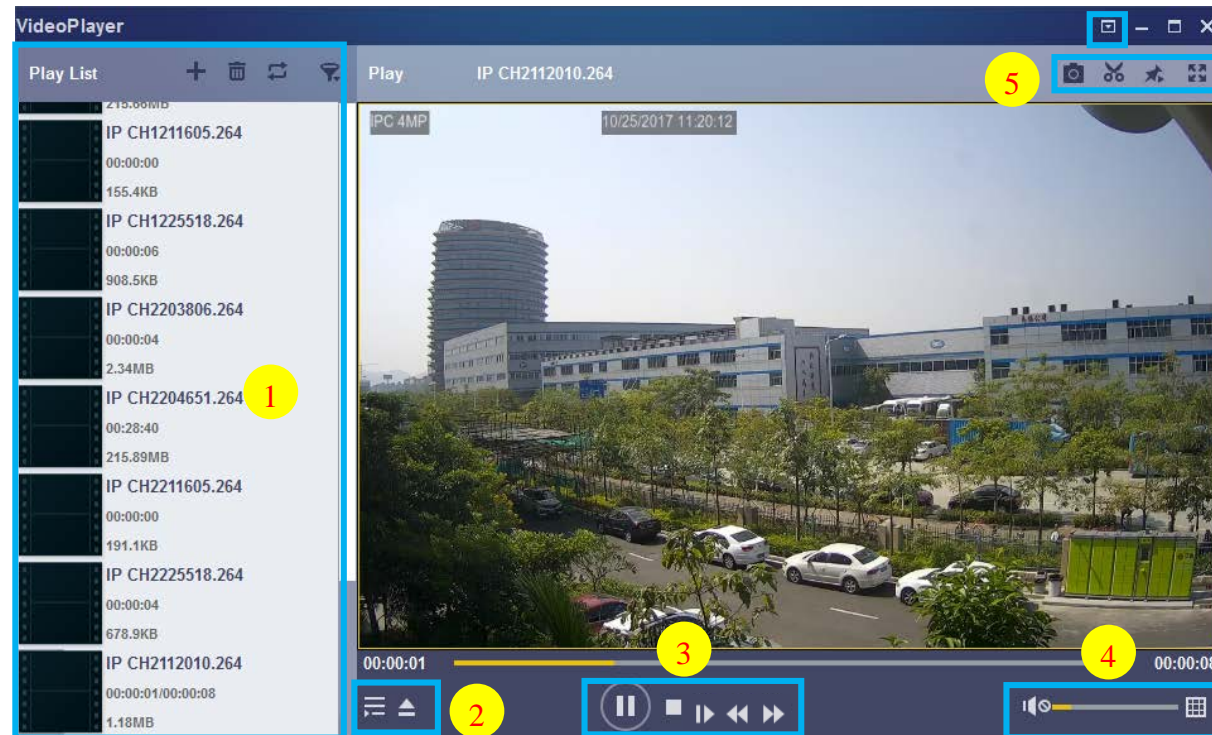 VideoPlayer
Play List
Play IP CH2112010.264
5
215.86MB
IP CH1211605.264
00:00:00
155.4KB
IP CH1225518.264
00:00:06
908.5KB
IP CH2203806.264
00:00:04
2.34MB
IP CH2204651.264
1
00:28:40
215.89MB
IP CH2211605.264
00:00:00
191.1KB
IP CH2225518.264
00:00:04
678.9KB
IP CH2112010.264
00:00:01/00:00:08
1.18MB
IPC 4MP 10/25/2017 11:20:12
00:00:01
00:00:08
3
4
2